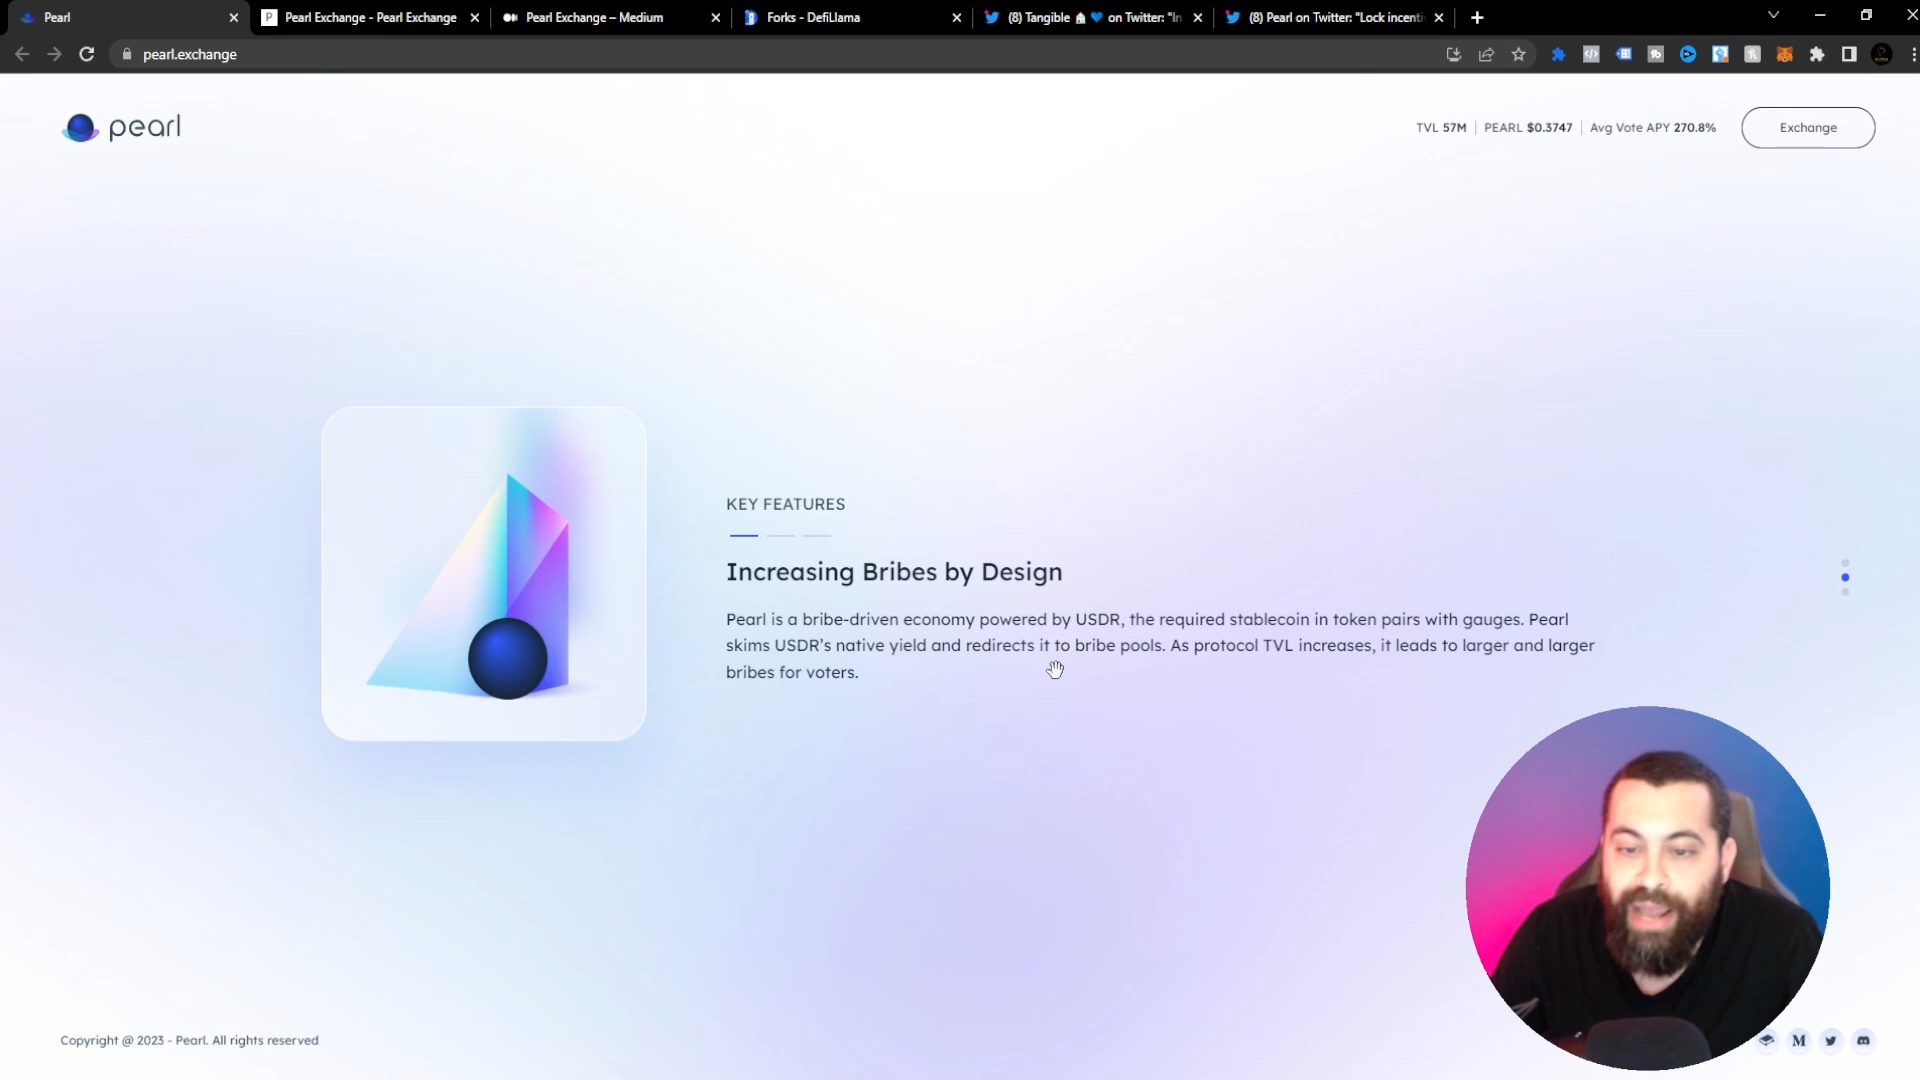 Pearl
Pearl Exchange - Pearl Exchange
Pearl Exchange – Medium
Forks - DefiLlama
(8) Tangible 🏠 💙 on Twitter: "In
(8) Pearl on Twitter: "Lock incenti
pearl.exchange
pearl
TVL 57M
PEARL $0.3747
Avg Vote APY 270.8%
Exchange
KEY FEATURES
Increasing Bribes by Design
Pearl is a bribe-driven economy powered by USDR, the required stablecoin in token pairs with gauges. Pearl
skims USDR's native yield and redirects it to bribe pools. As protocol TVL increases, it leads to larger and larger
bribes for voters.
Copyright @ 2023 - Pearl. All rights reserved